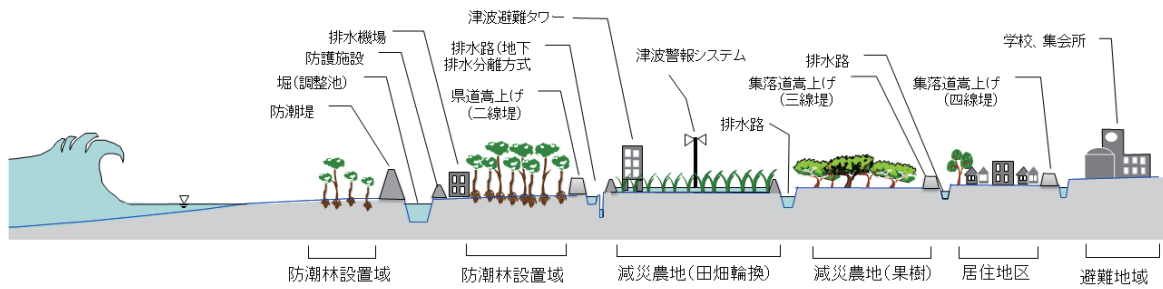 津波避難タワー
排水機場
防護施設
堀(調整池)
防潮堤
排水路(地下
排水分離方式
県道嵩上げ
(二線堤)
津波警報システム
排水路
集落道嵩上げ
(三線堤)
排水路
学校、集会所
集落道嵩上げ
(四線堤)
防潮林設置域
防潮林設置域
減災農地(田畑輪換)
減災農地(果樹)
居住地区
避難地域